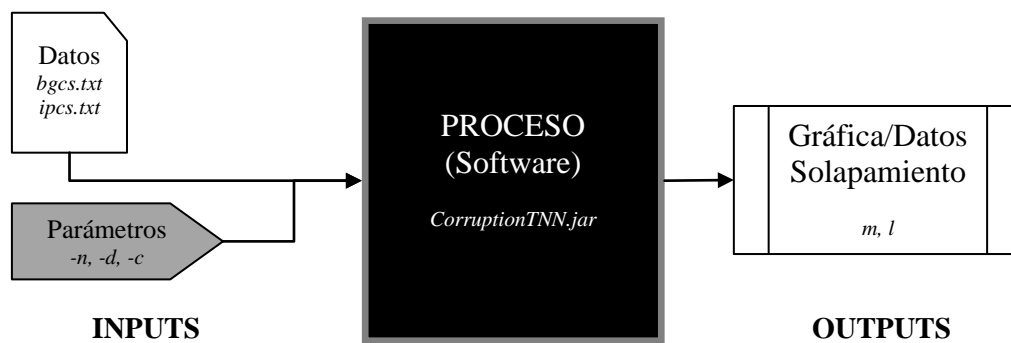 Datos
bgcs.txt
ipcs.txt
Parámetros
-n, -d, -c
INPUTS
PROCESO
(Software)
CorruptionTNN.jar
Gráfica/Datos
Solapamiento
m, l
OUTPUTS